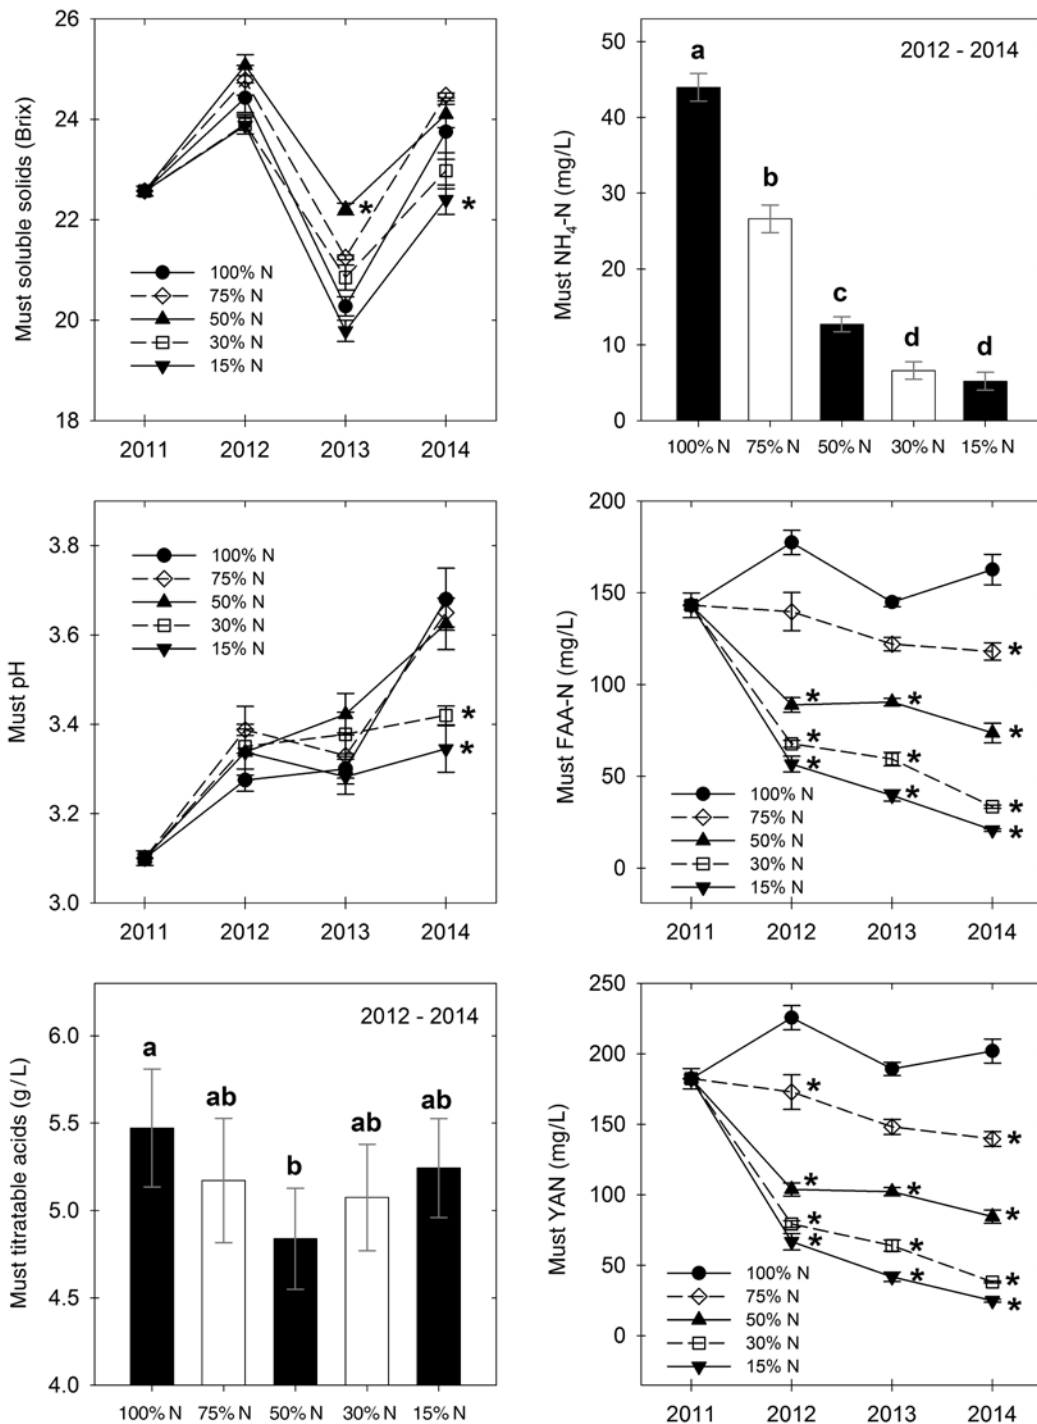 Must soluble solids (Brix)
26
24
22
20
18
100% N
75% N
50% N
30% N
15% N
*
*
2011 2012 2013 2014
Must NH4-N (mg/L)
50
40
30
20
10
0
2012 - 2014
a
b
c
d
d
100% N 75% N 50% N 30% N 15% N
Must pH
3.8
3.6
3.4
3.2
3.0
100% N
75% N
50% N
30% N
15% N
*
*
2011 2012 2013 2014
Must FAA-N (mg/L)
200
150
100
50
0
*
* * *
* * *
* * *
100% N
75% N
50% N
30% N
15% N
2011 2012 2013 2014
Must titratable acids (g/L)
6.0
5.5
5.0
4.5
4.0
2012 - 2014
a
ab
b
ab
ab
100% N 75% N 50% N 30% N 15% N
Must YAN (mg/L)
250
200
150
100
50
0
* *
* * *
* * *
* * *
100% N
75% N
50% N
30% N
15% N
2011 2012 2013 2014